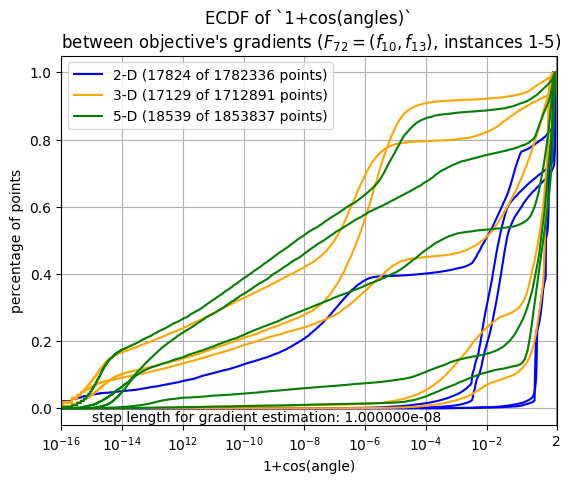 ECDF of `1+cos(angles)`
between objective's gradients (F72 = (f10, f13), instances 1-5)
2-D (17824 of 1782336 points)
3-D (17129 of 1712891 points)
5-D (18539 of 1853837 points)
percentage of points
1.0
0.8
0.6
0.4
0.2
0.0
step length for gradient estimation: 1.000000e-08
10^-16 10^-14 10^-12 10^-10 10^-8 10^-6 10^-4 10^-2 2
1+cos(angle)